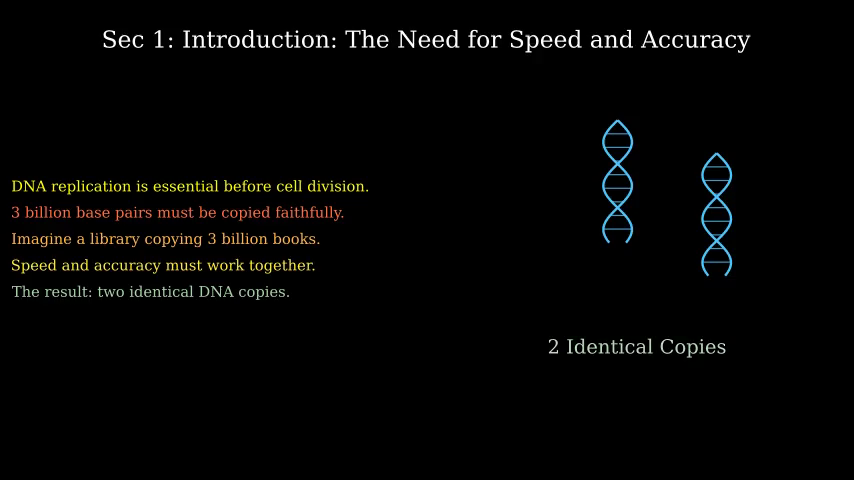 Sec 1: Introduction: The Need for Speed and Accuracy
DNA replication is essential before cell division.
3 billion base pairs must be copied faithfully.
Imagine a library copying 3 billion books.
Speed and accuracy must work together.
The result: two identical DNA copies.
2 Identical Copies